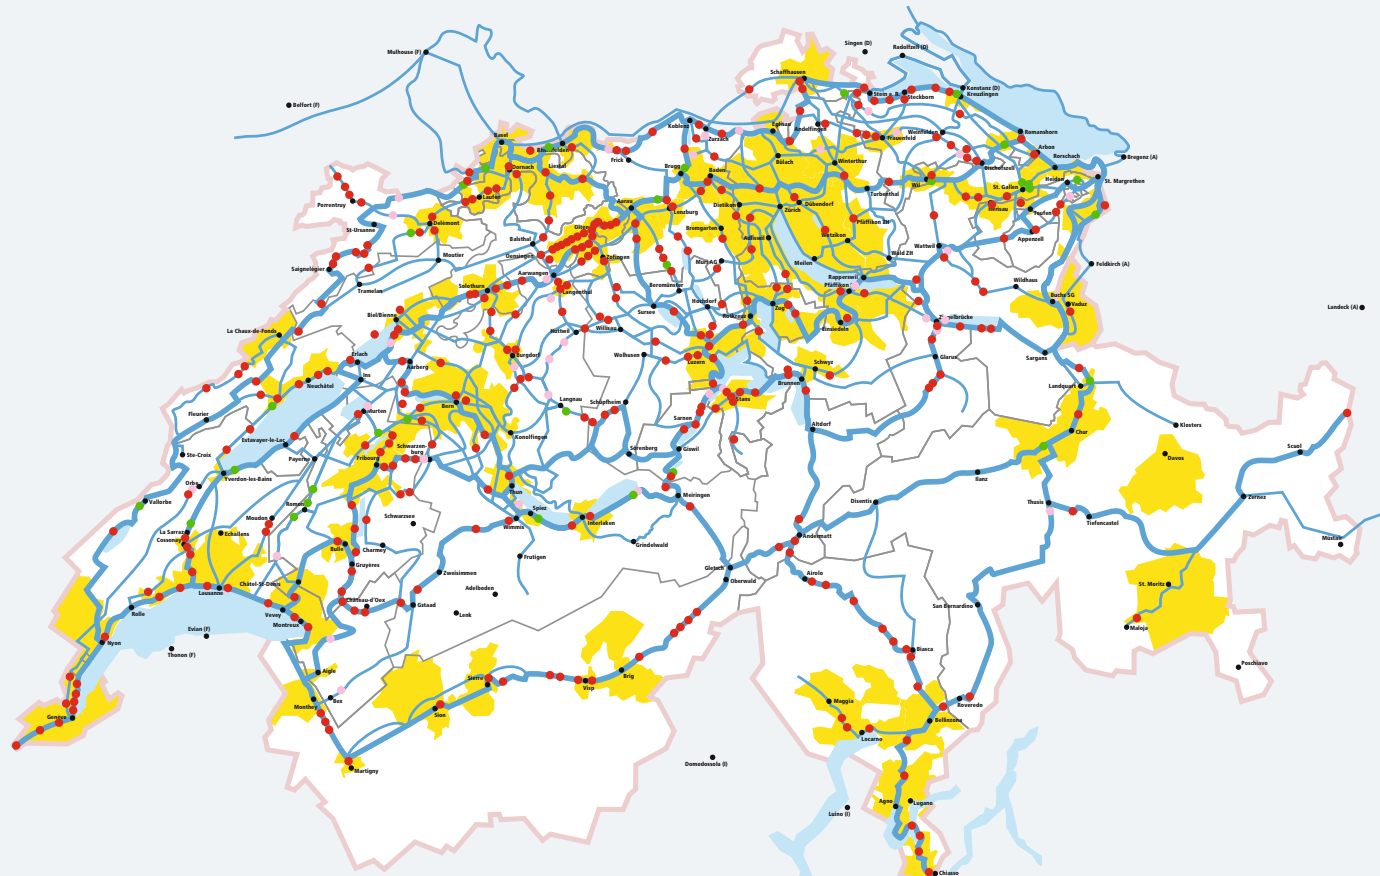 Singen (D)
Radolfzell (D)
Mulhouse (F)
Schaffhausen
Belfort (F)
Stein a. R.
Steckborn
Konstanz (D)
Kreuzlingen
Koblenz
Zurzach
Eglisau
Andelfingen
Frauenfeld
Weinfelden
Romanshorn
Basel
Rheinfelden
Frick
Arbon
Dornach
Liestal
Brugg
Baden
Bülach
Winterthur
Bischofszell
Rorschach
Bregenz (A)
Laufen
Turbenthal
Wil
St. Gallen
Heiden
St. Margrethen
Porrentruy
Aarau
Lenzburg
Dietikon
Zürich
Dübendorf
Herisau
Teufen
St-Ursanne
Delémont
Olten
Bremgarten
Pfäffikon ZH
Balsthal
Adliswil
Wetzikon
Appenzell
Moutier
Oensingen
Zofingen
Muri AG
Meilen
Wald ZH
Wattwil
Saignelégier
Aarwangen
Rapperswil
Feldkirch (A)
Tramelan
Solothurn
Langenthal
Beromünster
Pfäffikon
Wildhaus
Buchs SG
Vaduz
Landeck (A)
Biel/Bienne
Sursee
Hochdorf
Rotkreuz
Zug
Einsiedeln
Ziegelbrücke
La Chaux-de-Fonds
Huttwil
Willisau
Erlach
Burgdorf
Wolhusen
Luzern
Schwyz
Glarus
Sargans
Aarberg
Ins
Neuchâtel
Brunnen
Landquart
Langnau
Schüpfheim
Stans
Fleurier
Murten
Bern
Sarnen
Altdorf
Klosters
Chur
Estavayer-le-Lac
Konolfingen
Schwarzen-
burg
Sörenberg
Giswil
Scuol
Ste-Croix
Payerne
Fribourg
Davos
Yverdon-les-Bains
Ilanz
Orbe
Thun
Meiringen
Zernez
Vallorbe
Romont
Disentis
Thusis
Spiez
Moudon
Schwarzsee
Interlaken
Tiefencastel
Wimmis
La Sarraz
Cossonay
Echallens
Andermatt
Grindelwald
Müstair
Bulle
Charmey
Frutigen
Gruyères
Gletsch
Zweisimmen
Airolo
Oberwald
Châtel-St-Denis
St. Moritz
Lausanne
Adelboden
Château-d'Oex
Gstaad
San Bernardino
Rolle
Vevey
Lenk
Montreux
Evian (F)
Maloja
Nyon
Thonon (F)
Biasca
Poschiavo
Aigle
Sierre
Brig
Visp
Bex
Monthey
Maggia
Roveredo
Genève
Sion
Bellinzona
Locarno
Domodossola (I)
Martigny
Agno
Lugano
Luino (I)
Chiasso